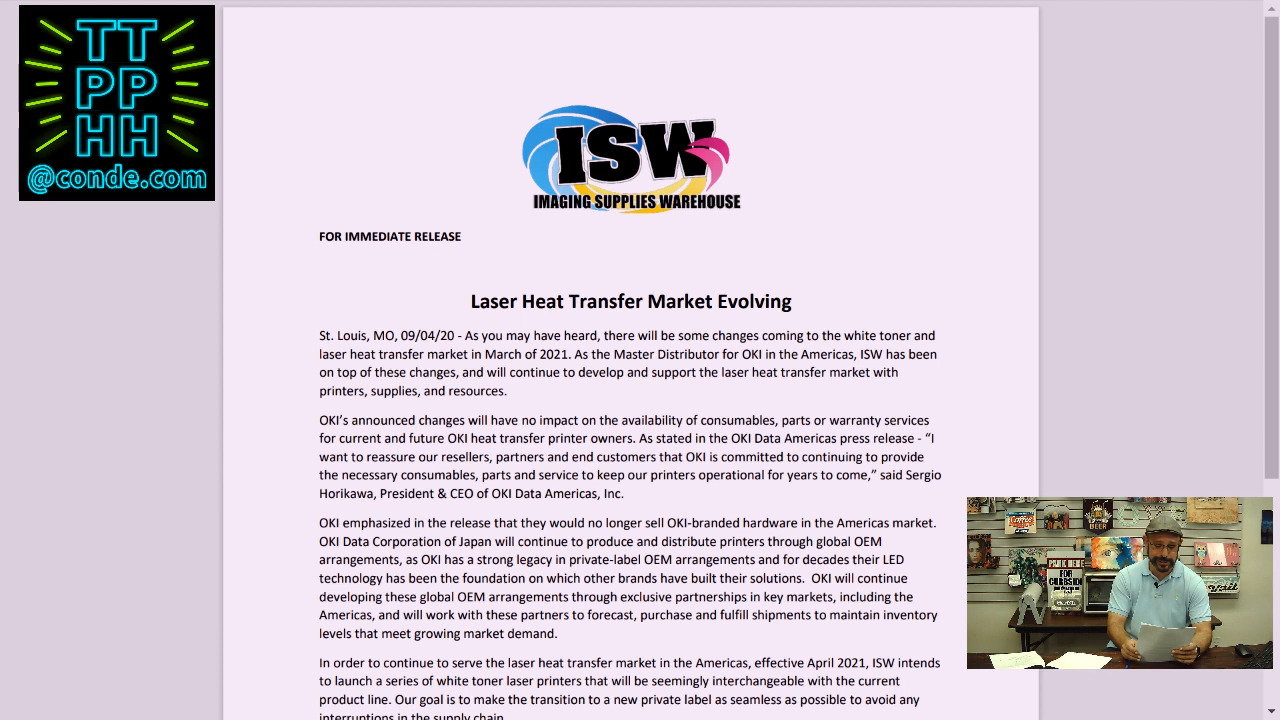 TT
PP
HH
@conde.com
ISW
IMAGING SUPPLIES WAREHOUSE
FOR IMMEDIATE RELEASE
Laser Heat Transfer Market Evolving
St. Louis, MO, 09/04/20 - As you may have heard, there will be some changes coming to the white toner and
laser heat transfer market in March of 2021. As the Master Distributor for OKI in the Americas, ISW has been
on top of these changes, and will continue to develop and support the laser heat transfer market with
printers, supplies, and resources.
OKI’s announced changes will have no impact on the availability of consumables, parts or warranty services
for current and future OKI heat transfer printer owners. As stated in the OKI Data Americas press release - “I
want to reassure our resellers, partners and end customers that OKI is committed to continuing to provide
the necessary consumables, parts and service to keep our printers operational for years to come,” said Sergio
Horikawa, President & CEO of OKI Data Americas, Inc.
OKI emphasized in the release that they would no longer sell OKI-branded hardware in the Americas market.
OKI Data Corporation of Japan will continue to produce and distribute printers through global OEM
arrangements, as OKI has a strong legacy in private-label OEM arrangements and for decades their LED
technology has been the foundation on which other brands have built their solutions.  OKI will continue
developing these global OEM arrangements through exclusive partnerships in key markets, including the
Americas, and will work with these partners to forecast, purchase and fulfill shipments to maintain inventory
levels that meet growing market demand.
In order to continue to serve the laser heat transfer market in the Americas, effective April 2021, ISW intends
to launch a series of white toner laser printers that will be seemingly interchangeable with the current
product line. Our goal is to make the transition to a new private label as seamless as possible to avoid any
interruptions in the supply chain.
Coffee
BEER